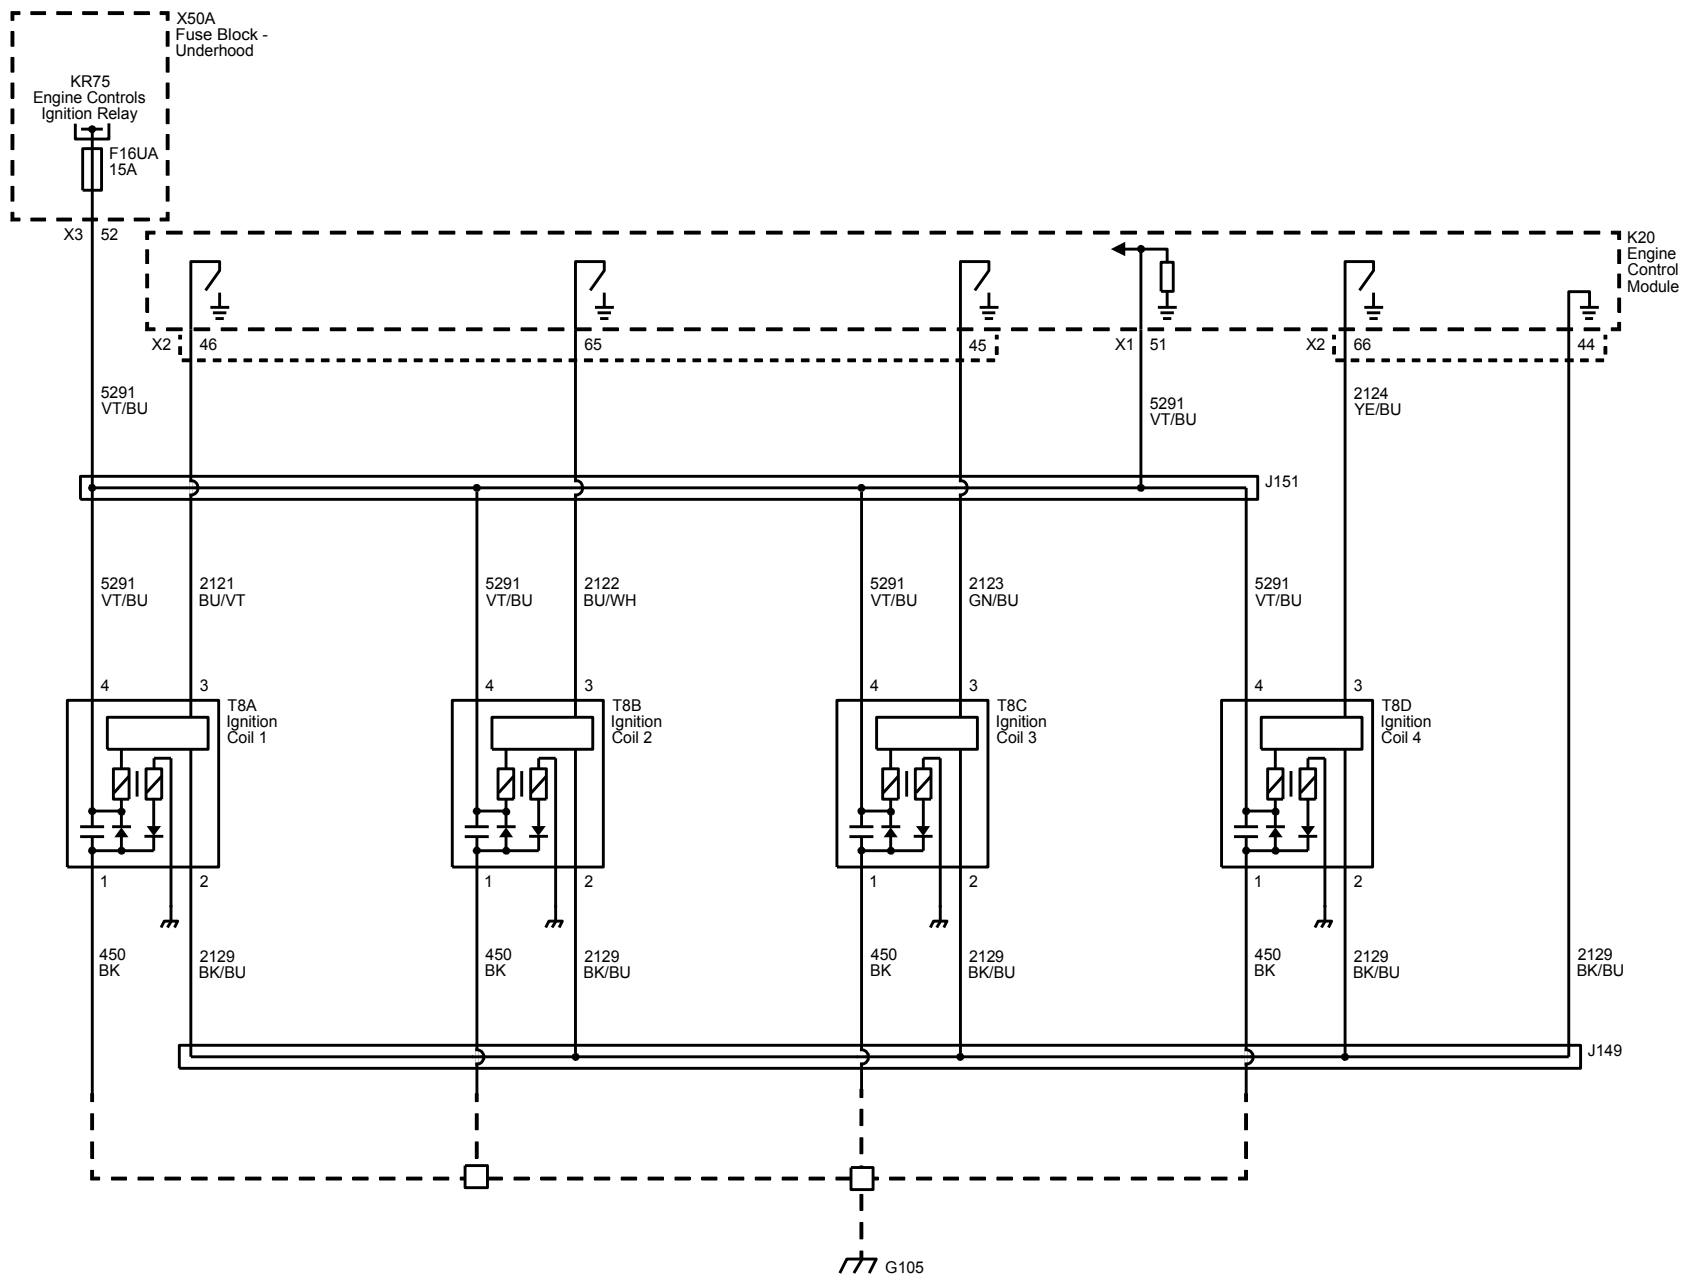 X50A
Fuse Block -
Underhood
KR75
Engine Controls
Ignition Relay
F16UA
15A
X3 52
K20
Engine
Control
Module
X2 46 65 45 X1 51 X2 66 44
5291
VT/BU
5291
VT/BU
2124
YE/BU
J151
5291
VT/BU
2121
BU/VT
5291
VT/BU
2122
BU/WH
5291
VT/BU
2123
GN/BU
5291
VT/BU
4 3 4 3 4 3 4 3
T8A
Ignition
Coil 1
T8B
Ignition
Coil 2
T8C
Ignition
Coil 3
T8D
Ignition
Coil 4
1 2 1 2 1 2 1 2
450
BK
2129
BK/BU
450
BK
2129
BK/BU
450
BK
2129
BK/BU
450
BK
2129
BK/BU
2129
BK/BU
J149
G105